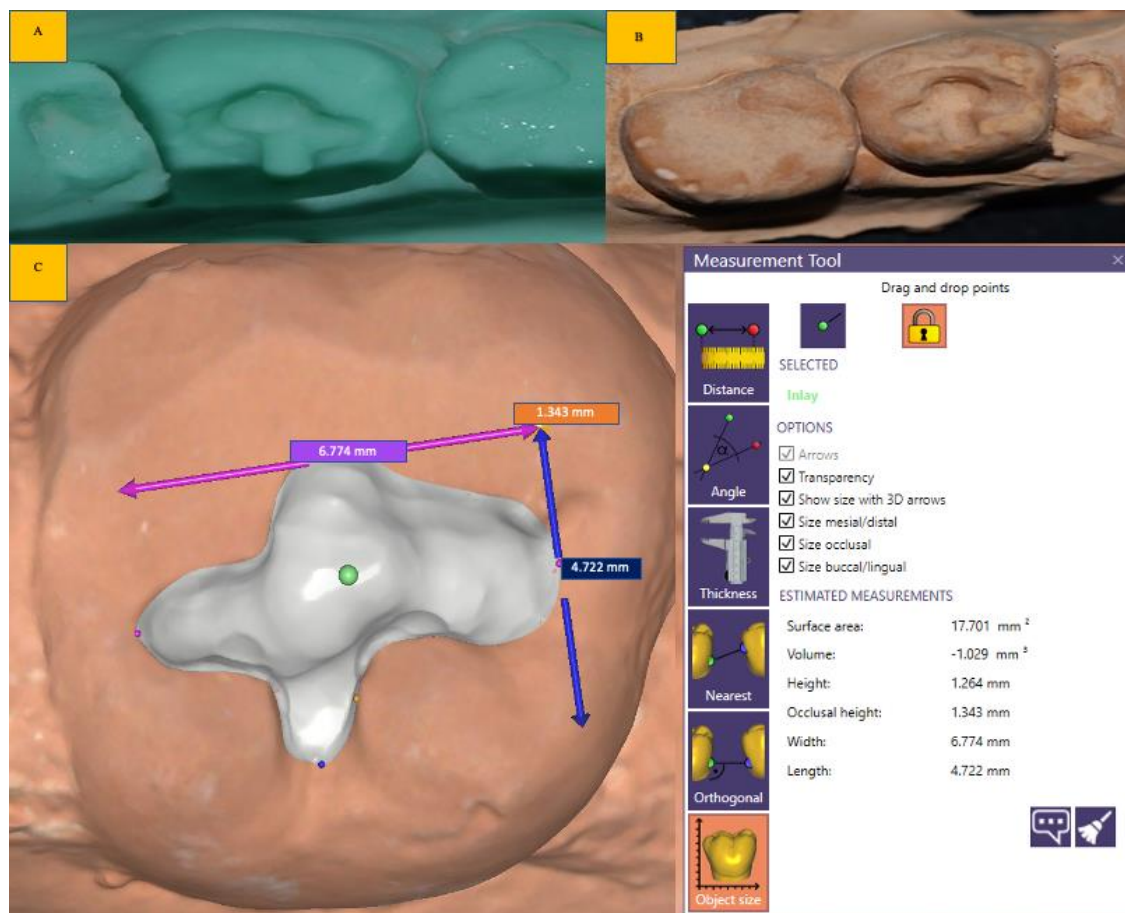 A
B
C
6.774 mm
1.343 mm
4.722 mm
Measurement Tool
Drag and drop points
Distance
Angle
Thickness
Nearest
Orthogonal
Object size
SELECTED
Inlay
OPTIONS
Arrows
Transparency
Show size with 3D arrows
Size mesial/distal
Size occlusal
Size buccal/lingual
ESTIMATED MEASUREMENTS
Surface area: 17.701 mm ²
Volume: -1.029 mm ³
Height: 1.264 mm
Occlusal height: 1.343 mm
Width: 6.774 mm
Length: 4.722 mm